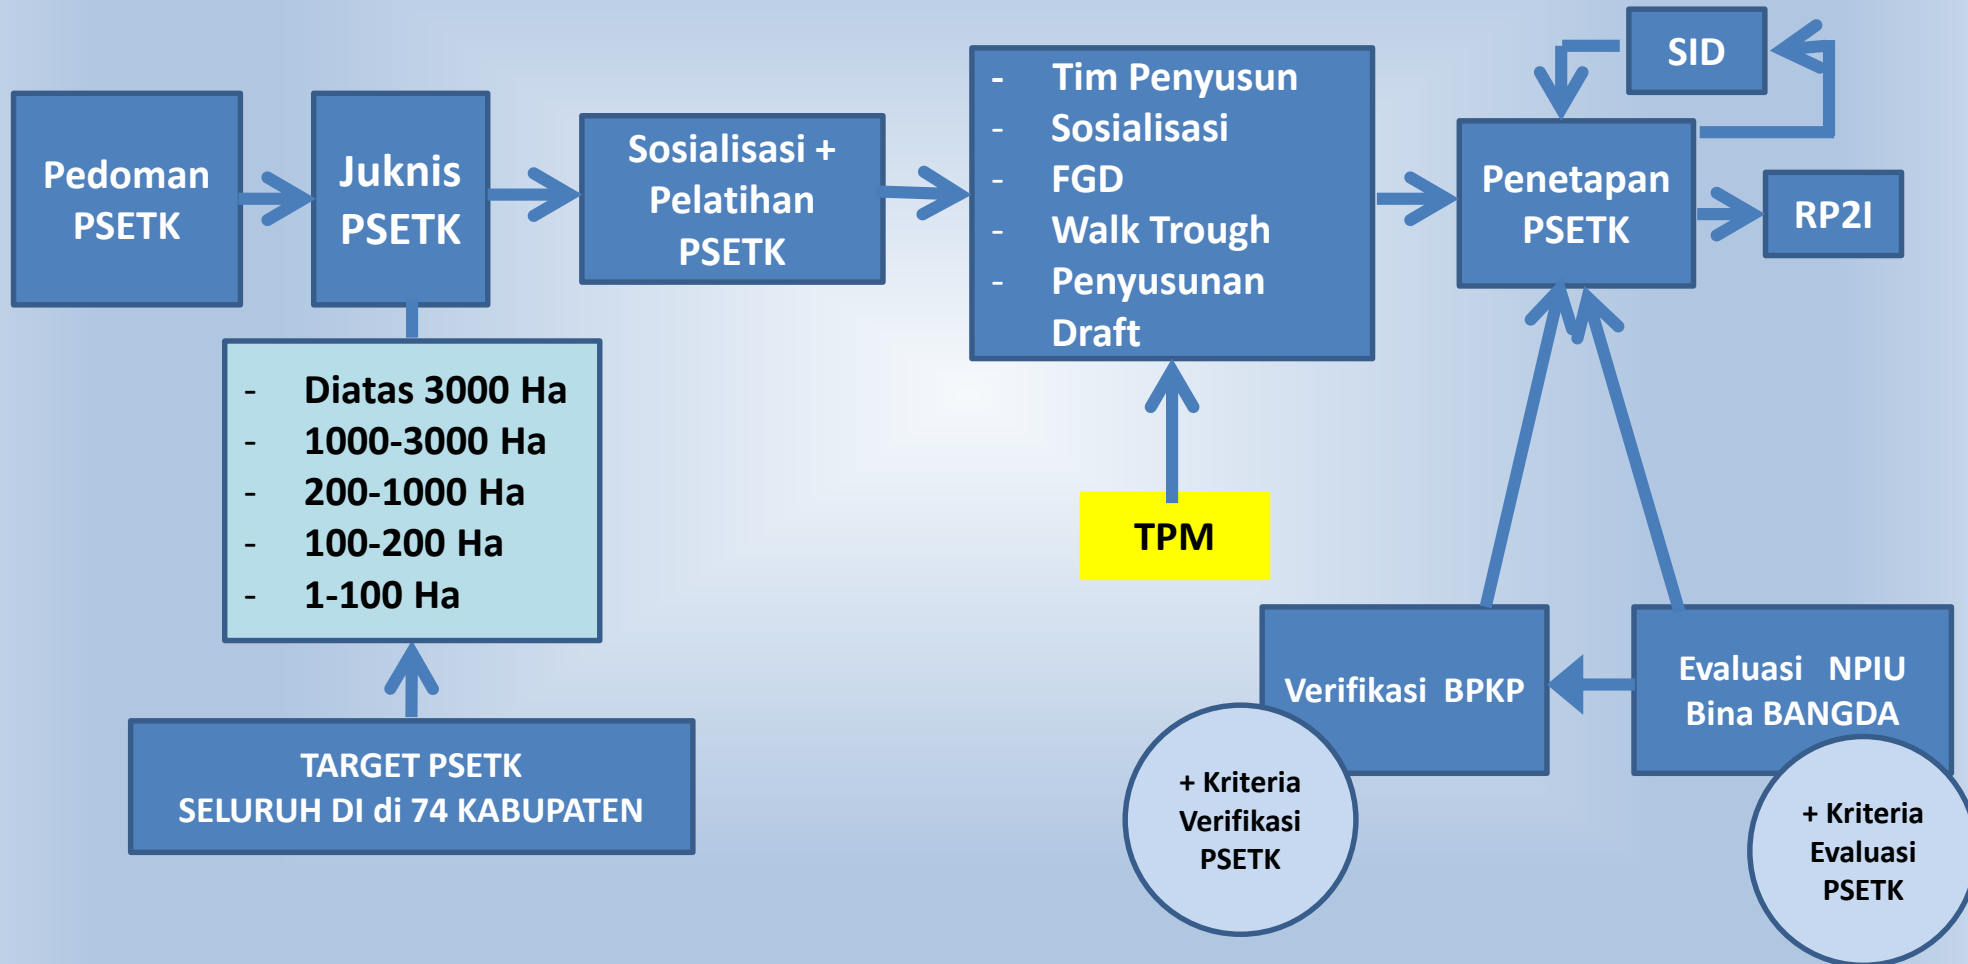 Pedoman
PSETK
Juknis
PSETK
Sosialisasi +
Pelatihan
PSETK
- Tim Penyusun
- Sosialisasi
- FGD
- Walk Trough
- Penyusunan
Draft
SID
Penetapan
PSETK
RP2I
- Diatas 3000 Ha
- 1000-3000 Ha
- 200-1000 Ha
- 100-200 Ha
- 1-100 Ha
TPM
TARGET PSETK
SELURUH DI di 74 KABUPATEN
Verifikasi BPKP
Evaluasi NPIU
Bina BANGDA
+ Kriteria
Verifikasi
PSETK
+ Kriteria
Evaluasi
PSETK